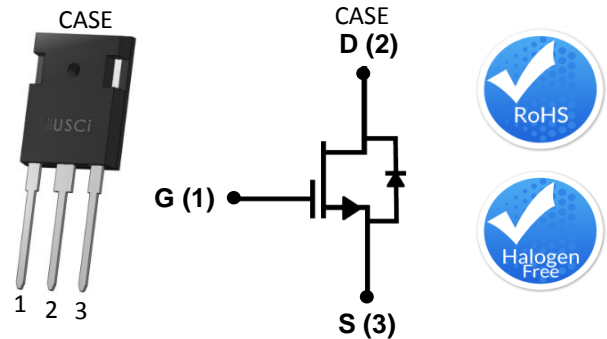 CASE
USCi
1 2 3
CASE
D (2)
G (1)
S (3)
RoHS
Halogen
Free